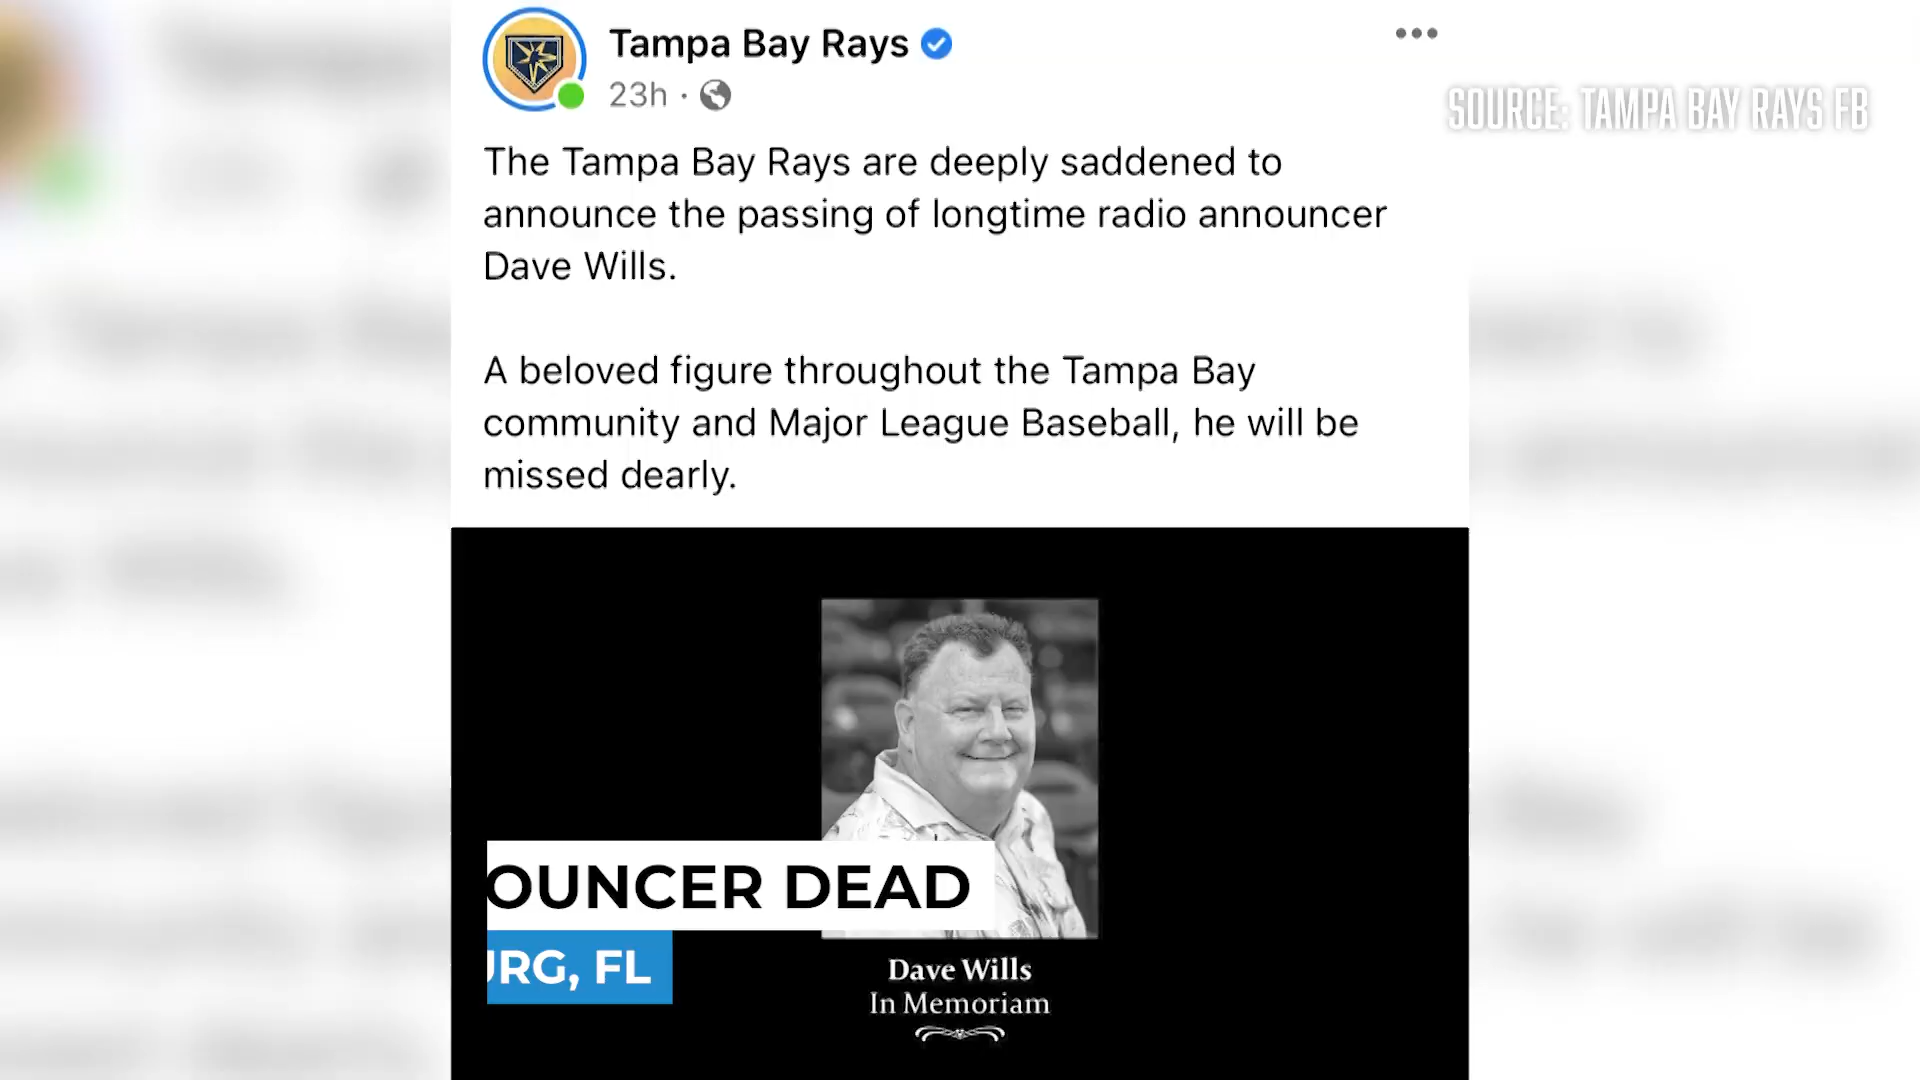 Tampa Bay Rays
23h ·
SOURCE: TAMPA BAY RAYS FB
The Tampa Bay Rays are deeply saddened to
announce the passing of longtime radio announcer
Dave Wills.
A beloved figure throughout the Tampa Bay
community and Major League Baseball, he will be
missed dearly.
OUNCER DEAD
URG, FL
Dave Wills
In Memoriam